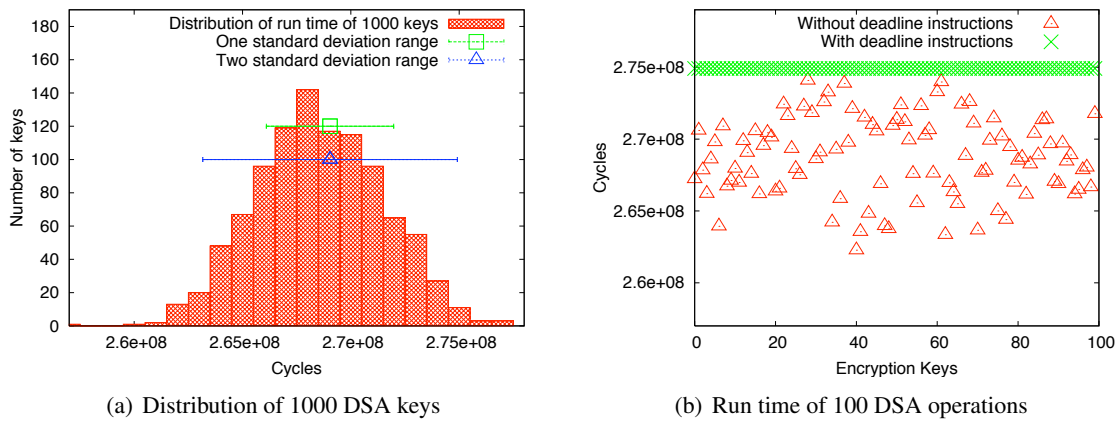 Distribution of run time of 1000 keys
One standard deviation range
Two standard deviation range
Number of keys
180
160
140
120
100
80
60
40
20
0
2.6e+08 2.65e+08 2.7e+08 2.75e+08
Cycles
(a) Distribution of 1000 DSA keys
Without deadline instructions
With deadline instructions
Cycles
2.75e+08
2.7e+08
2.65e+08
2.6e+08
0 20 40 60 80 100
Encryption Keys
(b) Run time of 100 DSA operations